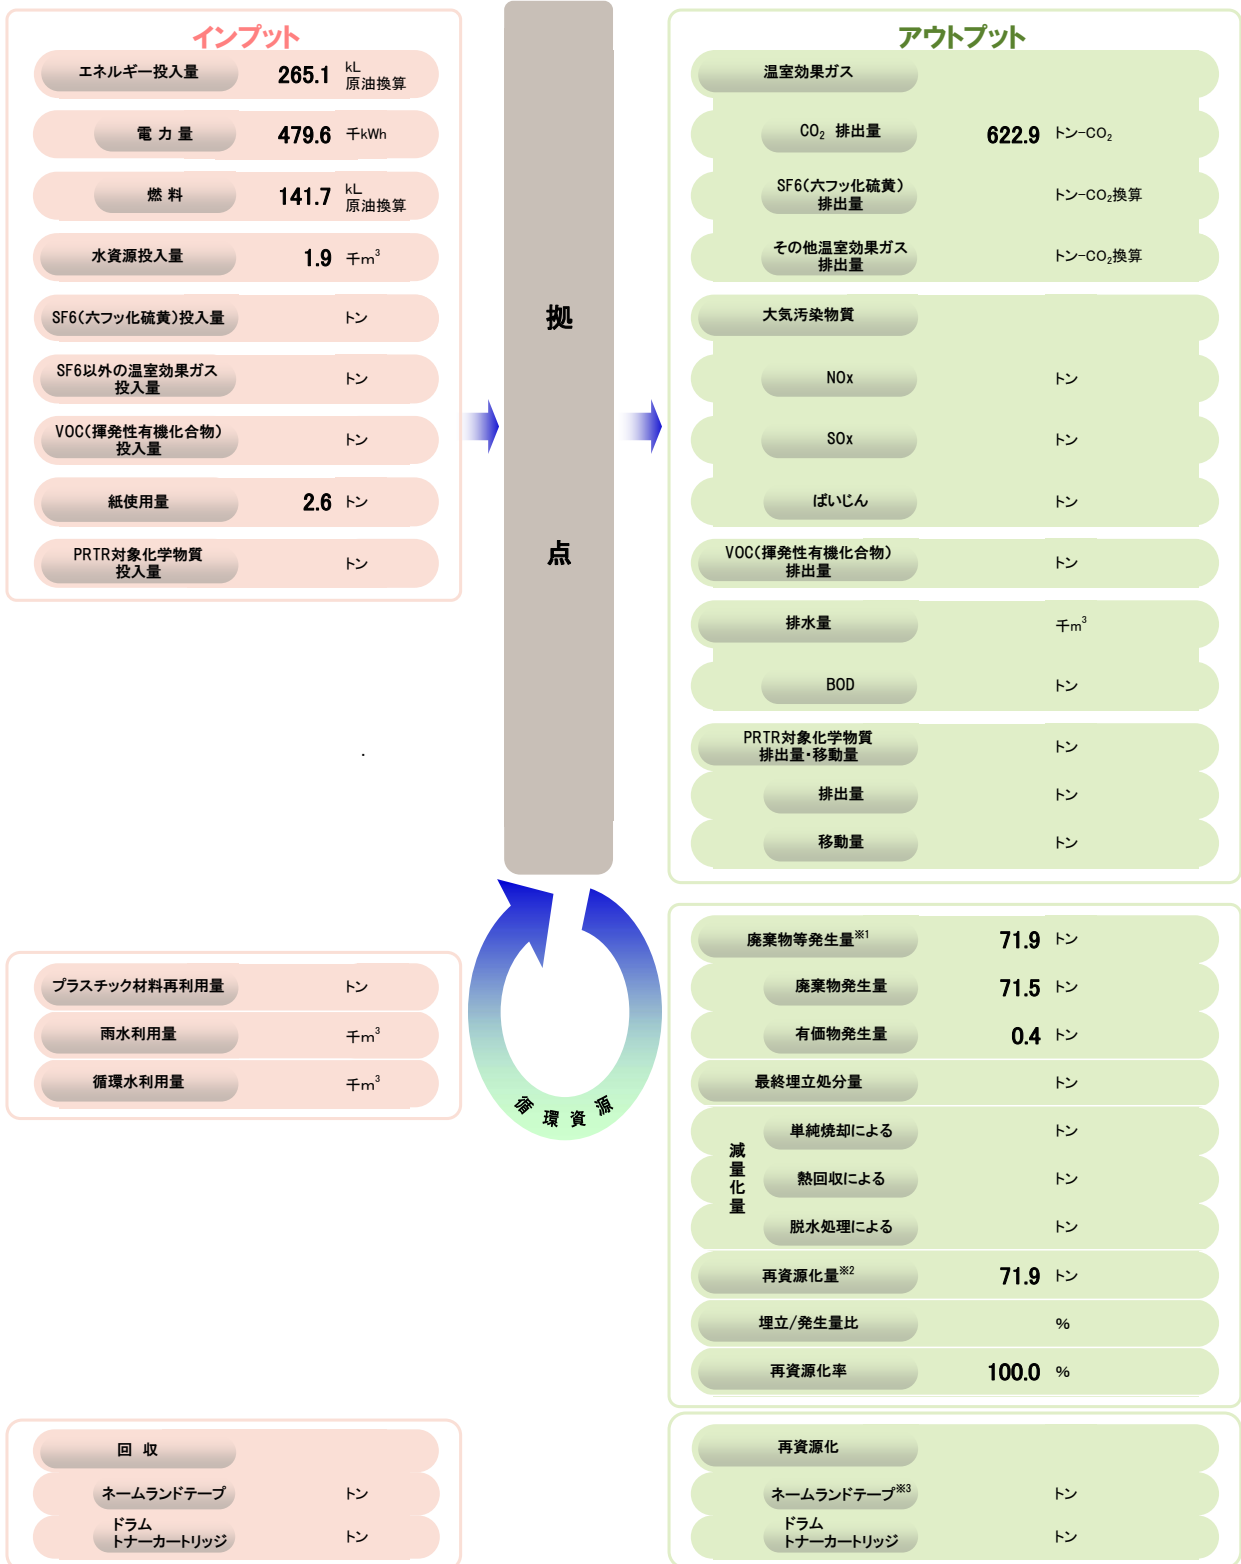 インプット
エネルギー投入量 265.1 kL
原油換算
電 力 量 479.6 千kWh
燃 料 141.7 kL
原油換算
水資源投入量 1.9 千m³
SF6(六フッ化硫黄)投入量 トン
SF6以外の温室効果ガス
投入量 トン
VOC(揮発性有機化合物)
投入量 トン
紙使用量 2.6 トン
PRTR対象化学物質
投入量 トン
拠
点
アウトプット
温室効果ガス
CO₂ 排出量 622.9 トン-CO₂
SF6(六フッ化硫黄)
排出量 トン-CO₂換算
その他温室効果ガス
排出量 トン-CO₂換算
大気汚染物質
NOx トン
SOx トン
ばいじん トン
VOC(揮発性有機化合物)
排出量 トン
排水量 千m³
BOD トン
PRTR対象化学物質
排出量・移動量 トン
排出量 トン
移動量 トン
プラスチック材料再利用量 トン
雨水利用量 千m³
循環水利用量 千m³
循環資源
廃棄物等発生量※1 71.9 トン
廃棄物発生量 71.5 トン
有価物発生量 0.4 トン
最終埋立処分量 トン
減量化量
単純焼却による トン
熱回収による トン
脱水処理による トン
再資源化量※2 71.9 トン
埋立/発生量比 %
再資源化率 100.0 %
回 収
ネームランドテープ トン
ドラム
トナーカートリッジ トン
再資源化
ネームランドテープ※3 トン
ドラム
トナーカートリッジ トン